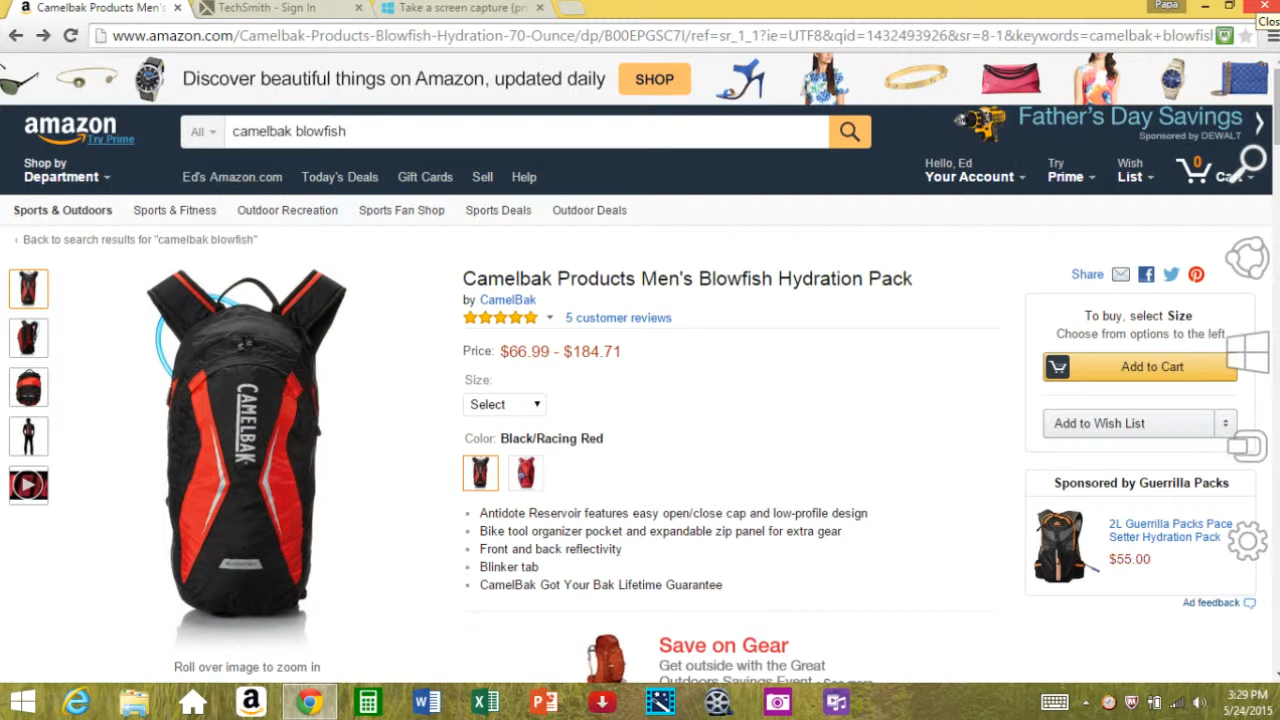 Camelbak Products Men's
TechSmith - Sign In
Take a screen capture (pri
Papa
Clos
www.amazon.com/Camelbak-Products-Blowfish-Hydration-70-Ounce/dp/B00EPGSC7I/ref=sr_1_1?ie=UTF8&qid=1432493926&sr=8-1&keywords=camelbak+blowfish
Discover beautiful things on Amazon, updated daily SHOP
amazon
Try Prime
All camelbak blowfish
Father's Day Savings
Sponsored by DEWALT
Shop by
Department
Ed's Amazon.com Today's Deals Gift Cards Sell Help
Hello, Ed
Your Account
Try
Prime
Wish
List
0
Sports & Outdoors Sports & Fitness Outdoor Recreation Sports Fan Shop Sports Deals Outdoor Deals
‹ Back to search results for "camelbak blowfish"
Camelbak Products Men's Blowfish Hydration Pack
by CamelBak
5 customer reviews
Price: $66.99 - $184.71
Size:
Select
Color: Black/Racing Red
Antidote Reservoir features easy open/close cap and low-profile design
Bike tool organizer pocket and expandable zip panel for extra gear
Front and back reflectivity
Blinker tab
CamelBak Got Your Bak Lifetime Guarantee
CAMELBAK
Roll over image to zoom in
Share
To buy, select Size
Choose from options to the left
Add to Cart
Add to Wish List
Sponsored by Guerrilla Packs
2L Guerrilla Packs Pace
Setter Hydration Pack
$55.00
Ad feedback
Save on Gear
Get outside with the Great
Outdoors Savings Event See more
3:29 PM
5/24/2015